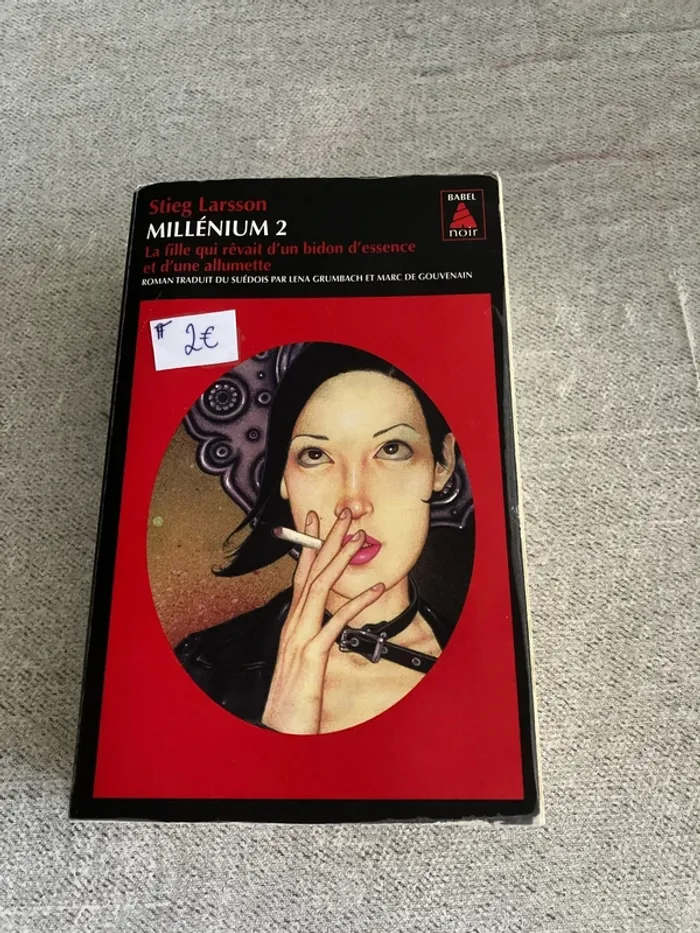 Stieg Larsson
MILLÉNIUM 2
La fille qui rêvait d'un bidon d'essence
et d'une allumette
ROMAN TRADUIT DU SUÉDOIS PAR LENA GRUMBACH ET MARC DE GOUVENAIN
BABEL
noir
2€